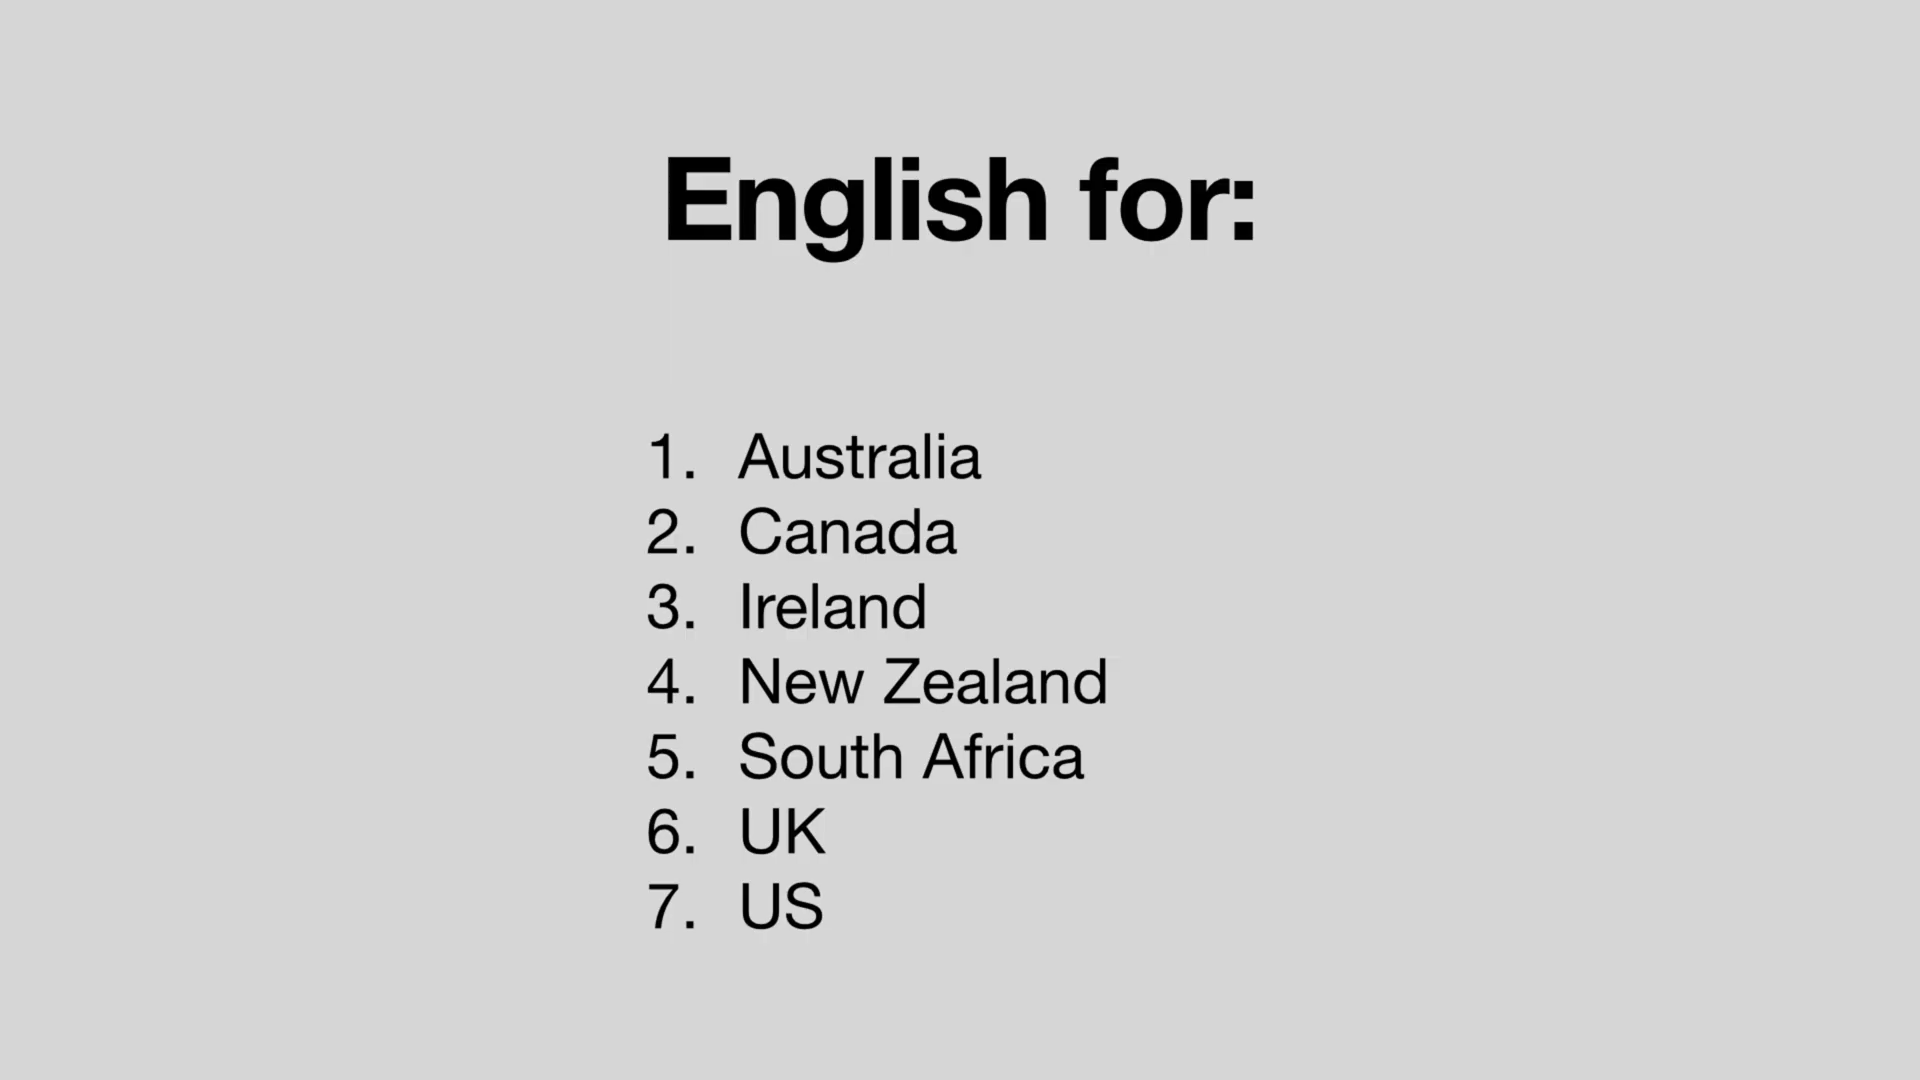 English for:
1. Australia
2. Canada
3. Ireland
4. New Zealand
5. South Africa
6. UK
7. US